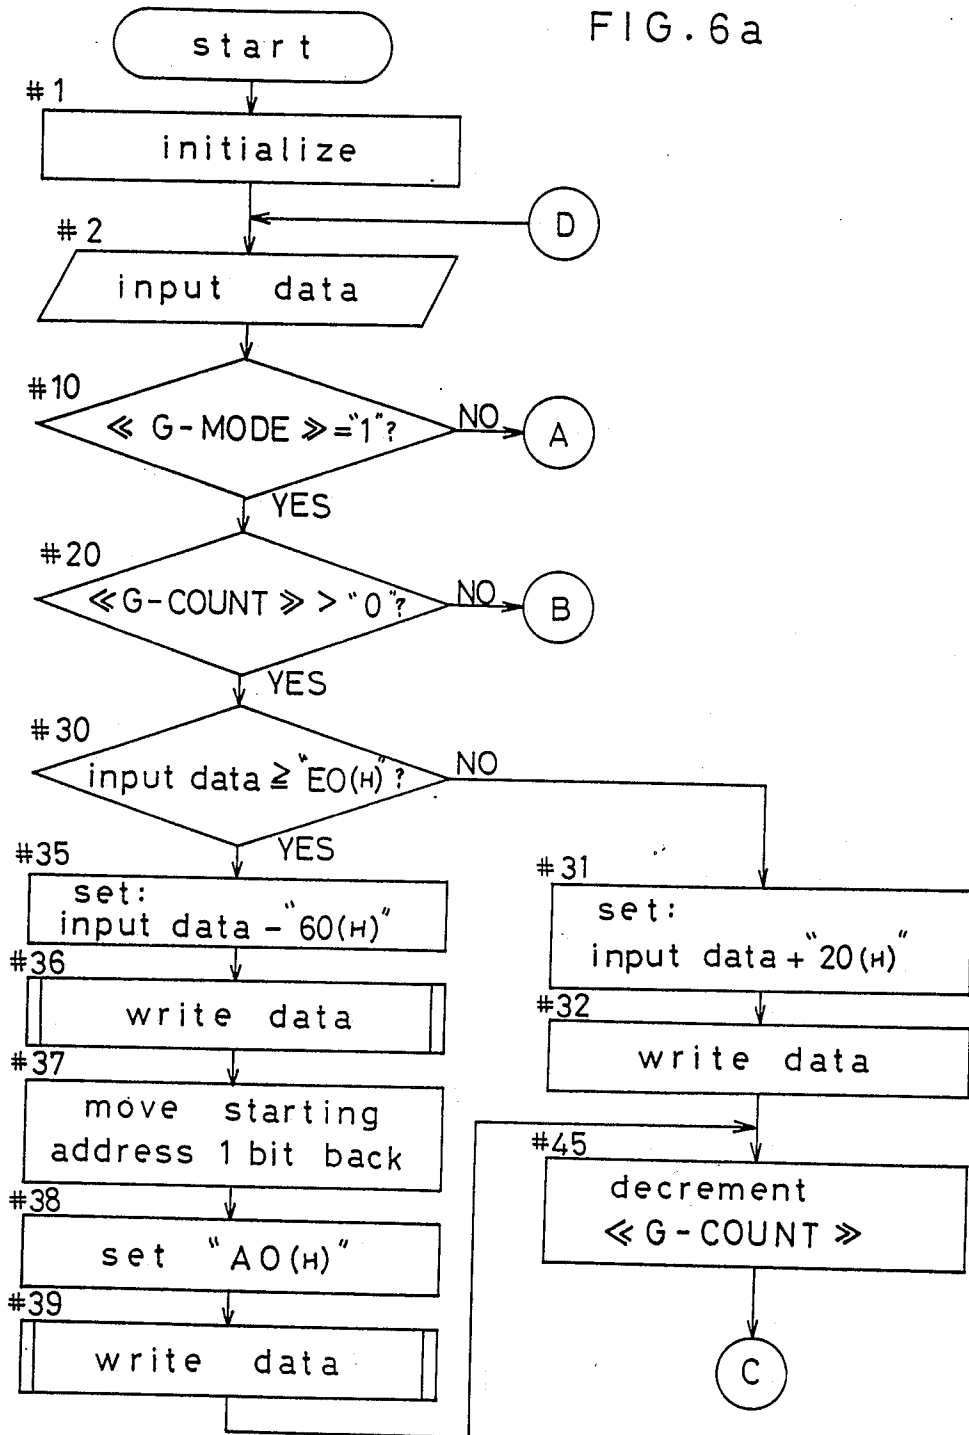 FIG.6a
start
#1
initialize
D
#2
input data
#10
≪ G-MODE ≫ = "1"?
NO
A
YES
#20
≪ G-COUNT ≫ > "0"?
NO
B
YES
#30
input data ≧ "E0(H)"?
NO
YES
#35
set:
input data - "60(H)"
#36
write data
#37
move starting
address 1 bit back
#38
set "A0(H)"
#39
write data
#31
set:
input data + "20(H)"
#32
write data
#45
decrement
≪ G-COUNT ≫
C